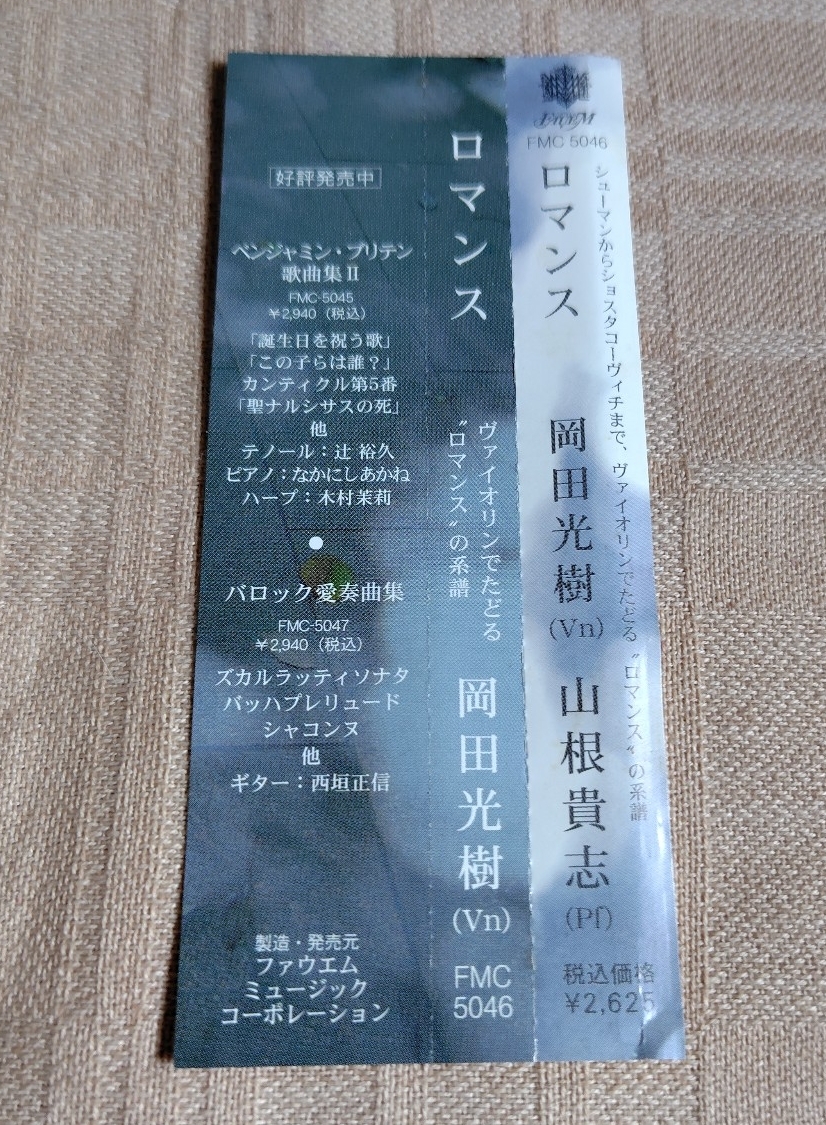 FMC 5046
シューマンからショスタコーヴィチまで、ヴァイオリンでたどる〝ロマンス〟の系譜
ロマンス
岡田光樹
(Vn)
山根貴志
(Pf)
税込価格
￥2,625
ロマンス
ヴァイオリンでたどる
〝ロマンス〟の系譜
岡田光樹
(Vn)
FMC
5046
好評発売中
ベンジャミン・ブリテン
歌曲集Ⅱ
FMC-5045
￥2,940（税込）
「誕生日を祝う歌」
「この子らは誰？」
カンティクル第5番
「聖ナルシサスの死」
他
テノール：辻 裕久
ピアノ：なかにしあかね
ハープ：木村茉莉
●
バロック愛奏曲集
FMC-5047
￥2,940（税込）
ズカルラッティソナタ
バッハプレリュード
シャコンヌ
他
ギター：西垣正信
製造・発売元
ファウエム
ミュージック
コーポレーション